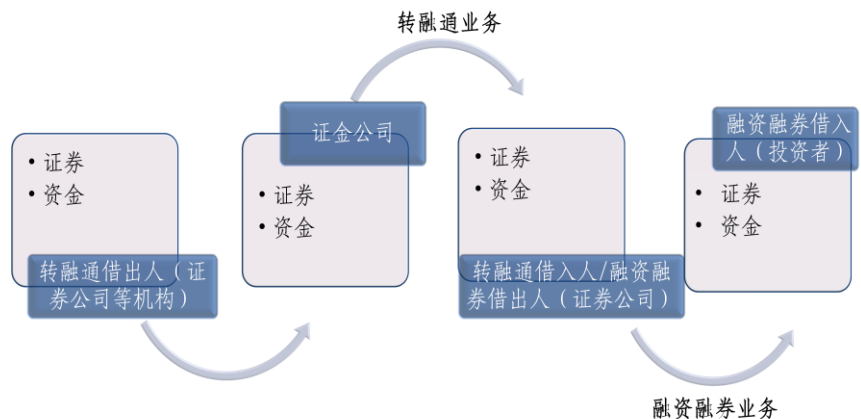 转融通业务
证金公司
融资融券借入
人（投资者）
• 证券
• 资金
• 证券
• 资金
• 证券
• 资金
• 证券
• 资金
转融通借出人（证
券公司等机构）
转融通借入人/融资融
券借出人（证券公司）
融资融券业务